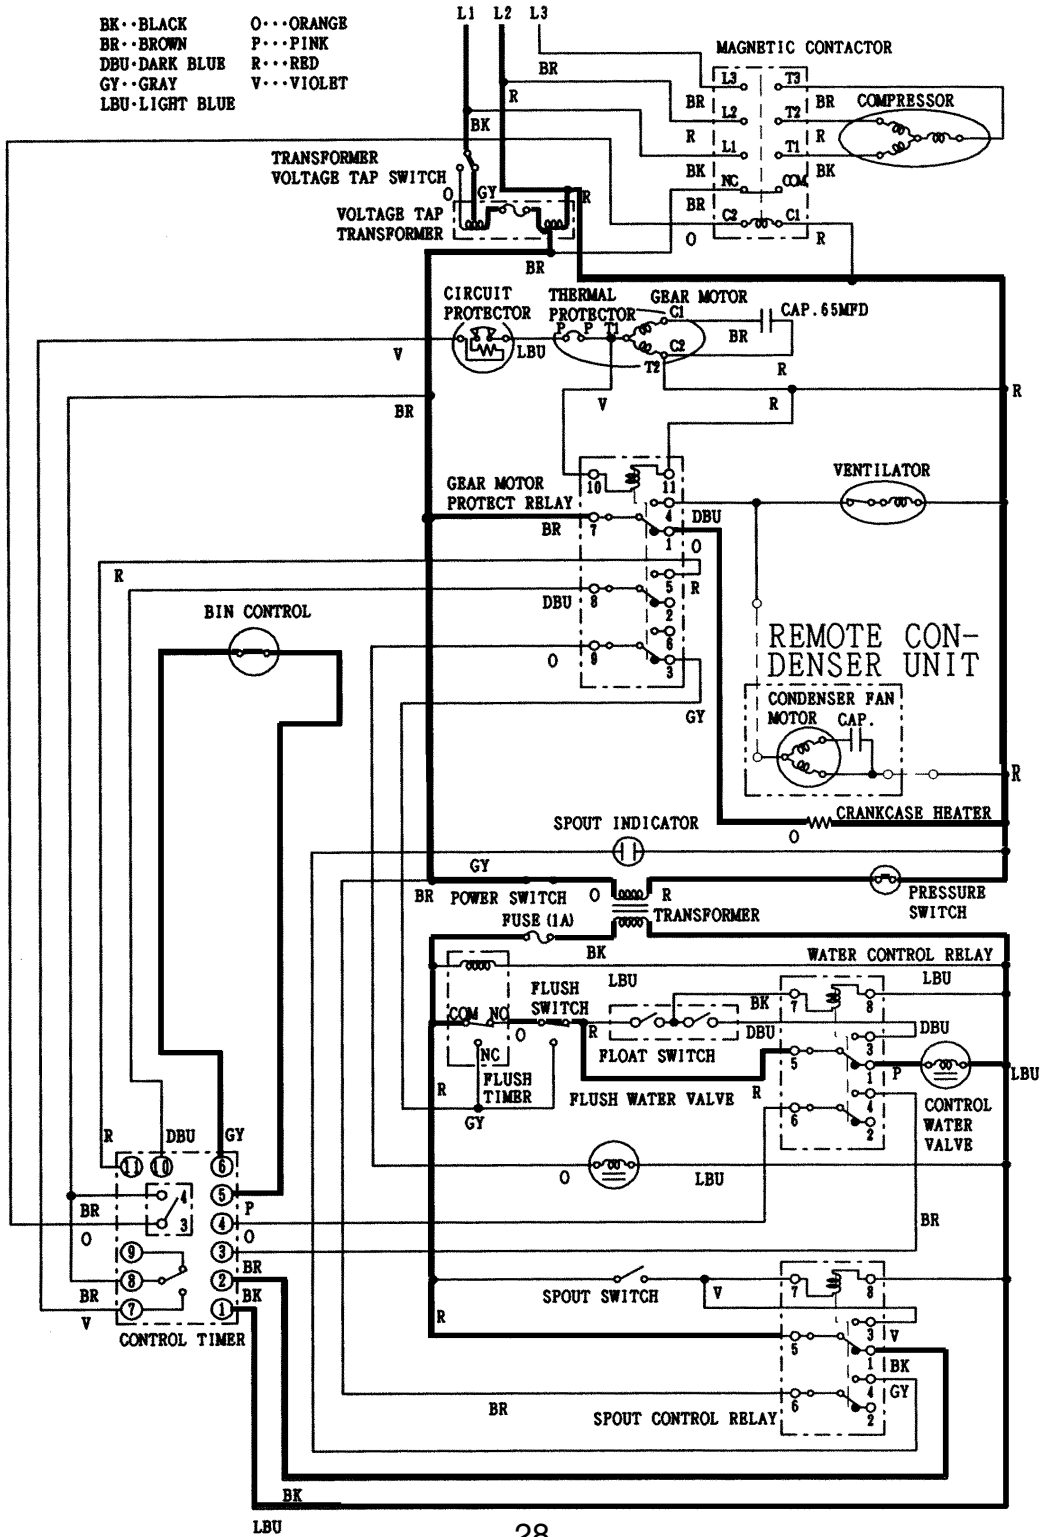 BK··BLACK
BR··BROWN
DBU·DARK BLUE
GY··GRAY
LBU·LIGHT BLUE
O···ORANGE
P···PINK
R···RED
V···VIOLET
L1 L2 L3
BR
R
BK
MAGNETIC CONTACTOR
L3 T3
BR BR
L2 T2
R R
L1 T1
BK BK
NC COM
BR
C2 C1
O R
COMPRESSOR
TRANSFORMER
VOLTAGE TAP SWITCH
O GY R
VOLTAGE TAP
TRANSFORMER
BR
CIRCUIT
PROTECTOR
THERMAL
PROTECTOR
GEAR MOTOR
C1
CAP.65MFD
P P T1
BR
C2
V
LBU
T2
R
BR
V
R
R
GEAR MOTOR
PROTECT RELAY
10 11
4
DBU
BR 7
1
O
VENTILATOR
R
5
R
DBU 8
2
6
O 9
3
GY
BIN CONTROL
REMOTE CON-
DENSER UNIT
CONDENSER FAN
MOTOR CAP.
R
CRANKCASE HEATER
O
SPOUT INDICATOR
GY
BR POWER SWITCH O R
PRESSURE
SWITCH
FUSE (1A)
TRANSFORMER
BK
WATER CONTROL RELAY
LBU
LBU
FLUSH
SWITCH
BK 7 8
COM NO
O
R
DBU
DBU
FLOAT SWITCH
3
NC
5
1
P
LBU
FLUSH
TIMER
R
FLUSH WATER VALVE R
4
GY
6
2
CONTROL
WATER
VALVE
O
LBU
R DBU GY
11 10 6
4 5
BR
P
3 4
O
O
BR
9 3
BR
8 2
BR
BK
7 1
V
CONTROL TIMER
SPOUT SWITCH
V
7 8
R
3
V
5
1
BK
4
GY
BR
6
2
SPOUT CONTROL RELAY
BK
LBU
28